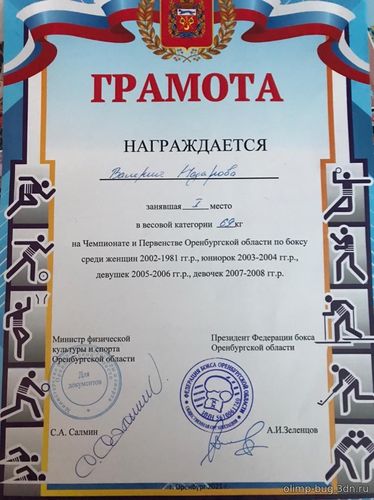 ГРАМОТА
НАГРАЖДАЕТСЯ
Валерия
занявшая I место
в весовой категории 69 кг
на Чемпионате и Первенстве Оренбургской области по боксу
среди женщин 2002-1981 гг.р., юниорок 2003-2004 гг.р.,
девушек 2005-2006 гг.р., девочек 2007-2008 гг.р.
Министр физической
культуры и спорта
Оренбургской области
Президент Федерации бокса
Оренбургской области
Для
документов
ФЕДЕРАЦИЯ БОКСА ОРЕНБУРГСКОЙ ОБЛАСТИ
С.А. Салмин
А.И.Зеленцов
г. Оренбург 2021 г.
olimp-bug.3dn.ru